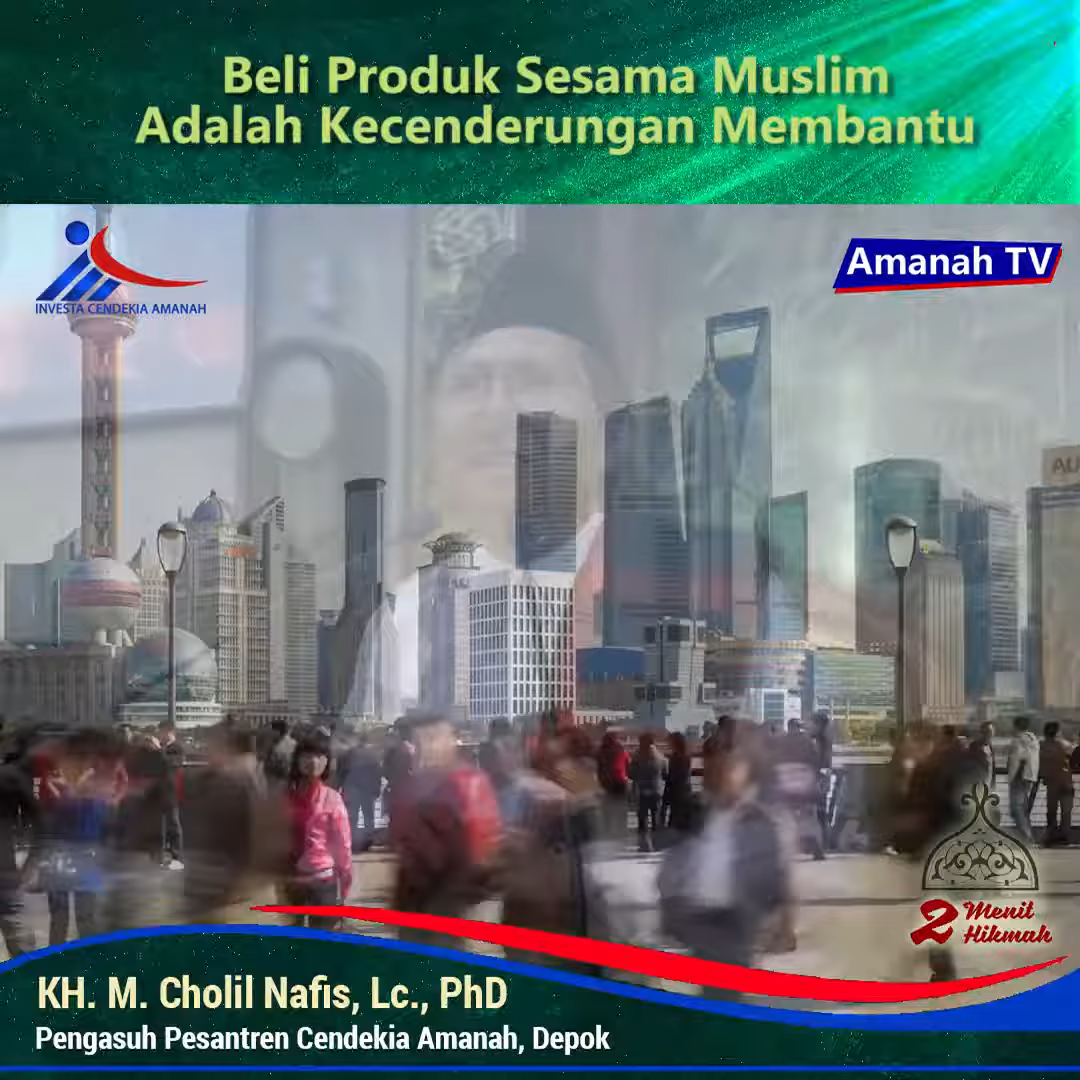 Beli Produk Sesama Muslim
Adalah Kecenderungan Membantu
INVESTA CENDEKIA AMANAH
Amanah TV
AU
2 Menit
Hikmah
KH. M. Cholil Nafis, Lc., PhD
Pengasuh Pesantren Cendekia Amanah, Depok